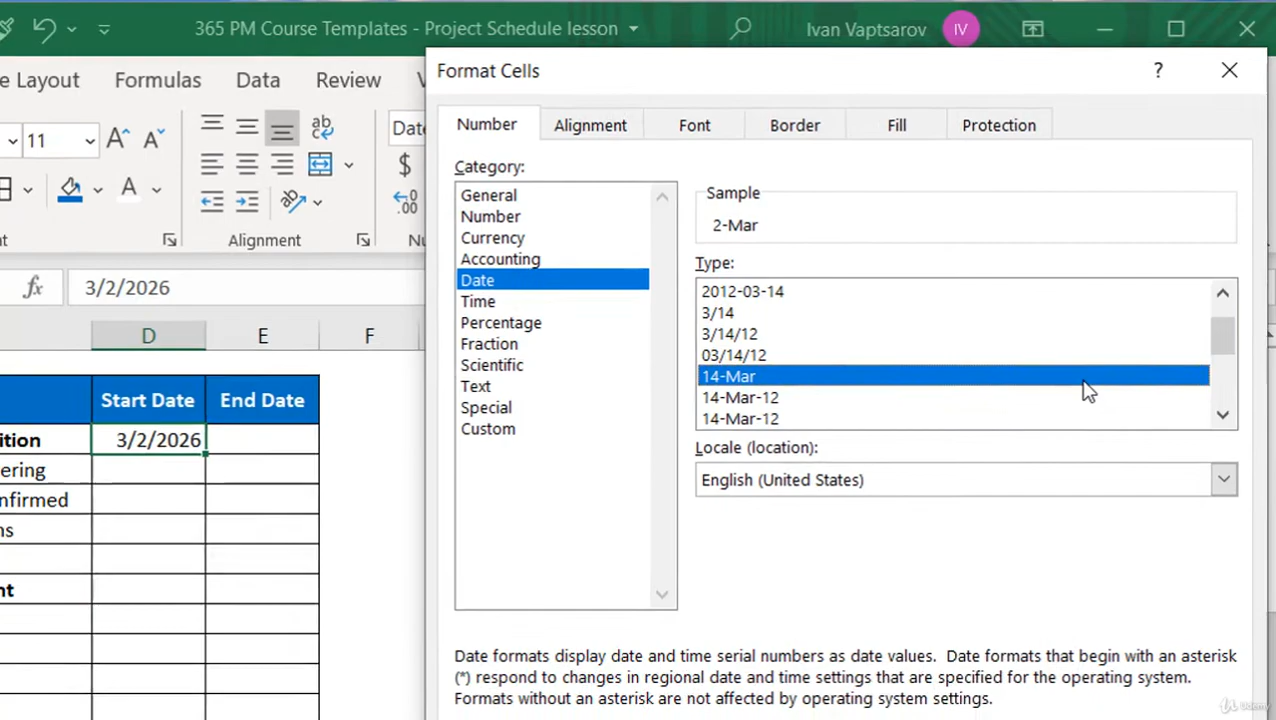 365 PM Course Templates - Project Schedule lesson
Ivan Vaptsarov
IV
Format Cells
?
e Layout
Formulas
Data
Review
11
Date
$
Alignment
fx
3/2/2026
D
E
F
Start Date
End Date
ition
3/2/2026
ering
nfirmed
ns
nt
Number
Alignment
Font
Border
Fill
Protection
Category:
General
Number
Currency
Accounting
Date
Time
Percentage
Fraction
Scientific
Text
Special
Custom
Sample
2-Mar
Type:
2012-03-14
3/14
3/14/12
03/14/12
14-Mar
14-Mar-12
14-Mar-12
Locale (location):
English (United States)
Date formats display date and time serial numbers as date values. Date formats that begin with an asterisk
(*) respond to changes in regional date and time settings that are specified for the operating system.
Formats without an asterisk are not affected by operating system settings.
Udemy